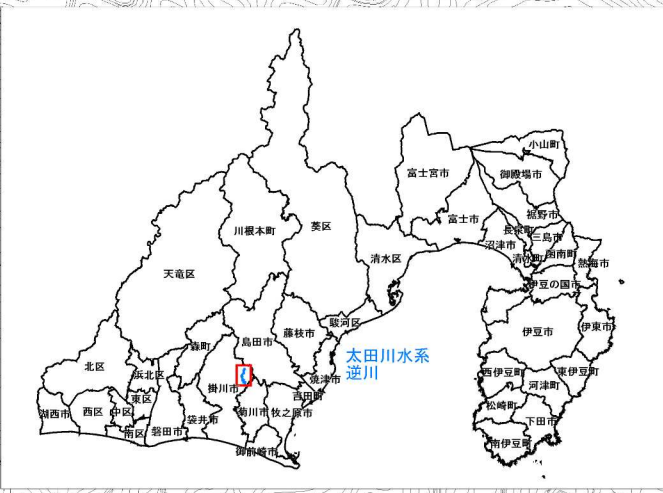 小山町
御殿場市
富士宮市
裾野市
富士市
長泉町
三島市
沼津市
清水町
函南町
熱海市
伊豆の国市
葵区
川根本町
清水区
天竜区
駿河区
藤枝市
島田市
森町
伊豆市
伊東市
太田川水系
逆川
北区
浜北区
掛川市
焼津市
吉田町
西伊豆町
東伊豆町
河津町
湖西市
西区
中区
東区
南区
磐田市
袋井市
菊川市
牧之原市
御前崎市
松崎町
下田市
南伊豆町